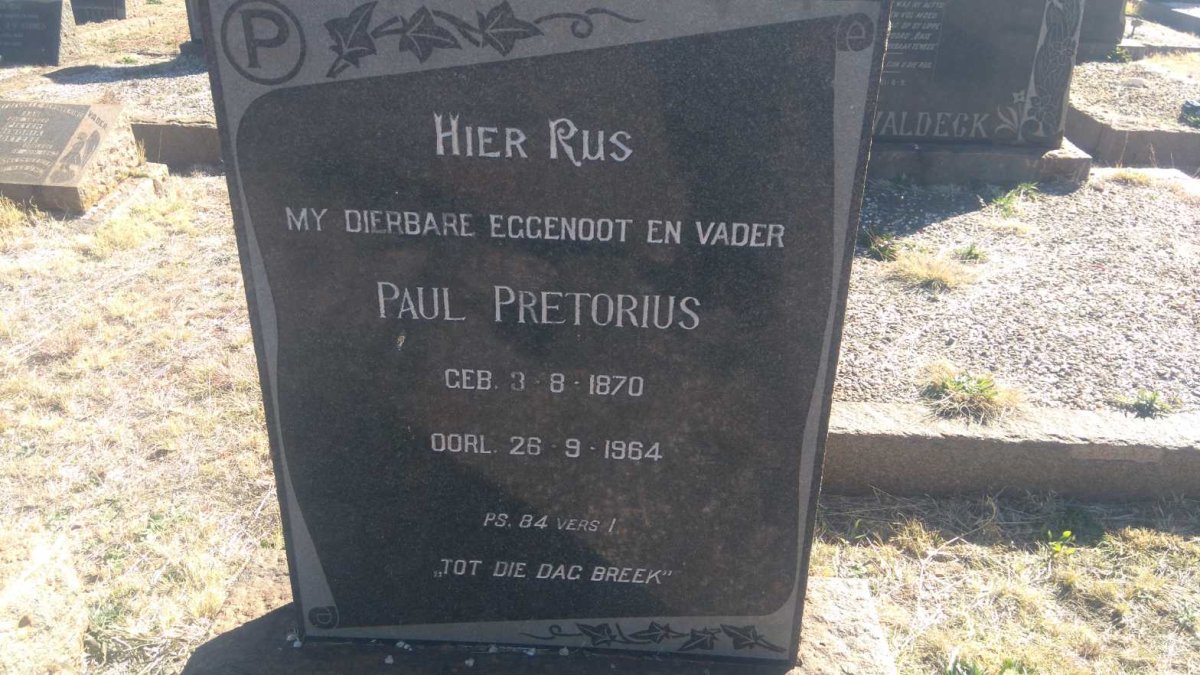 P
HIER RUS
MY DIERBARE EGGENOOT EN VADER
PAUL PRETORIUS
GEB. 3-8-1870
OORL. 26-9-1964
PS. 84 VERS 1
„TOT DIE DAG BREEK"
VADER